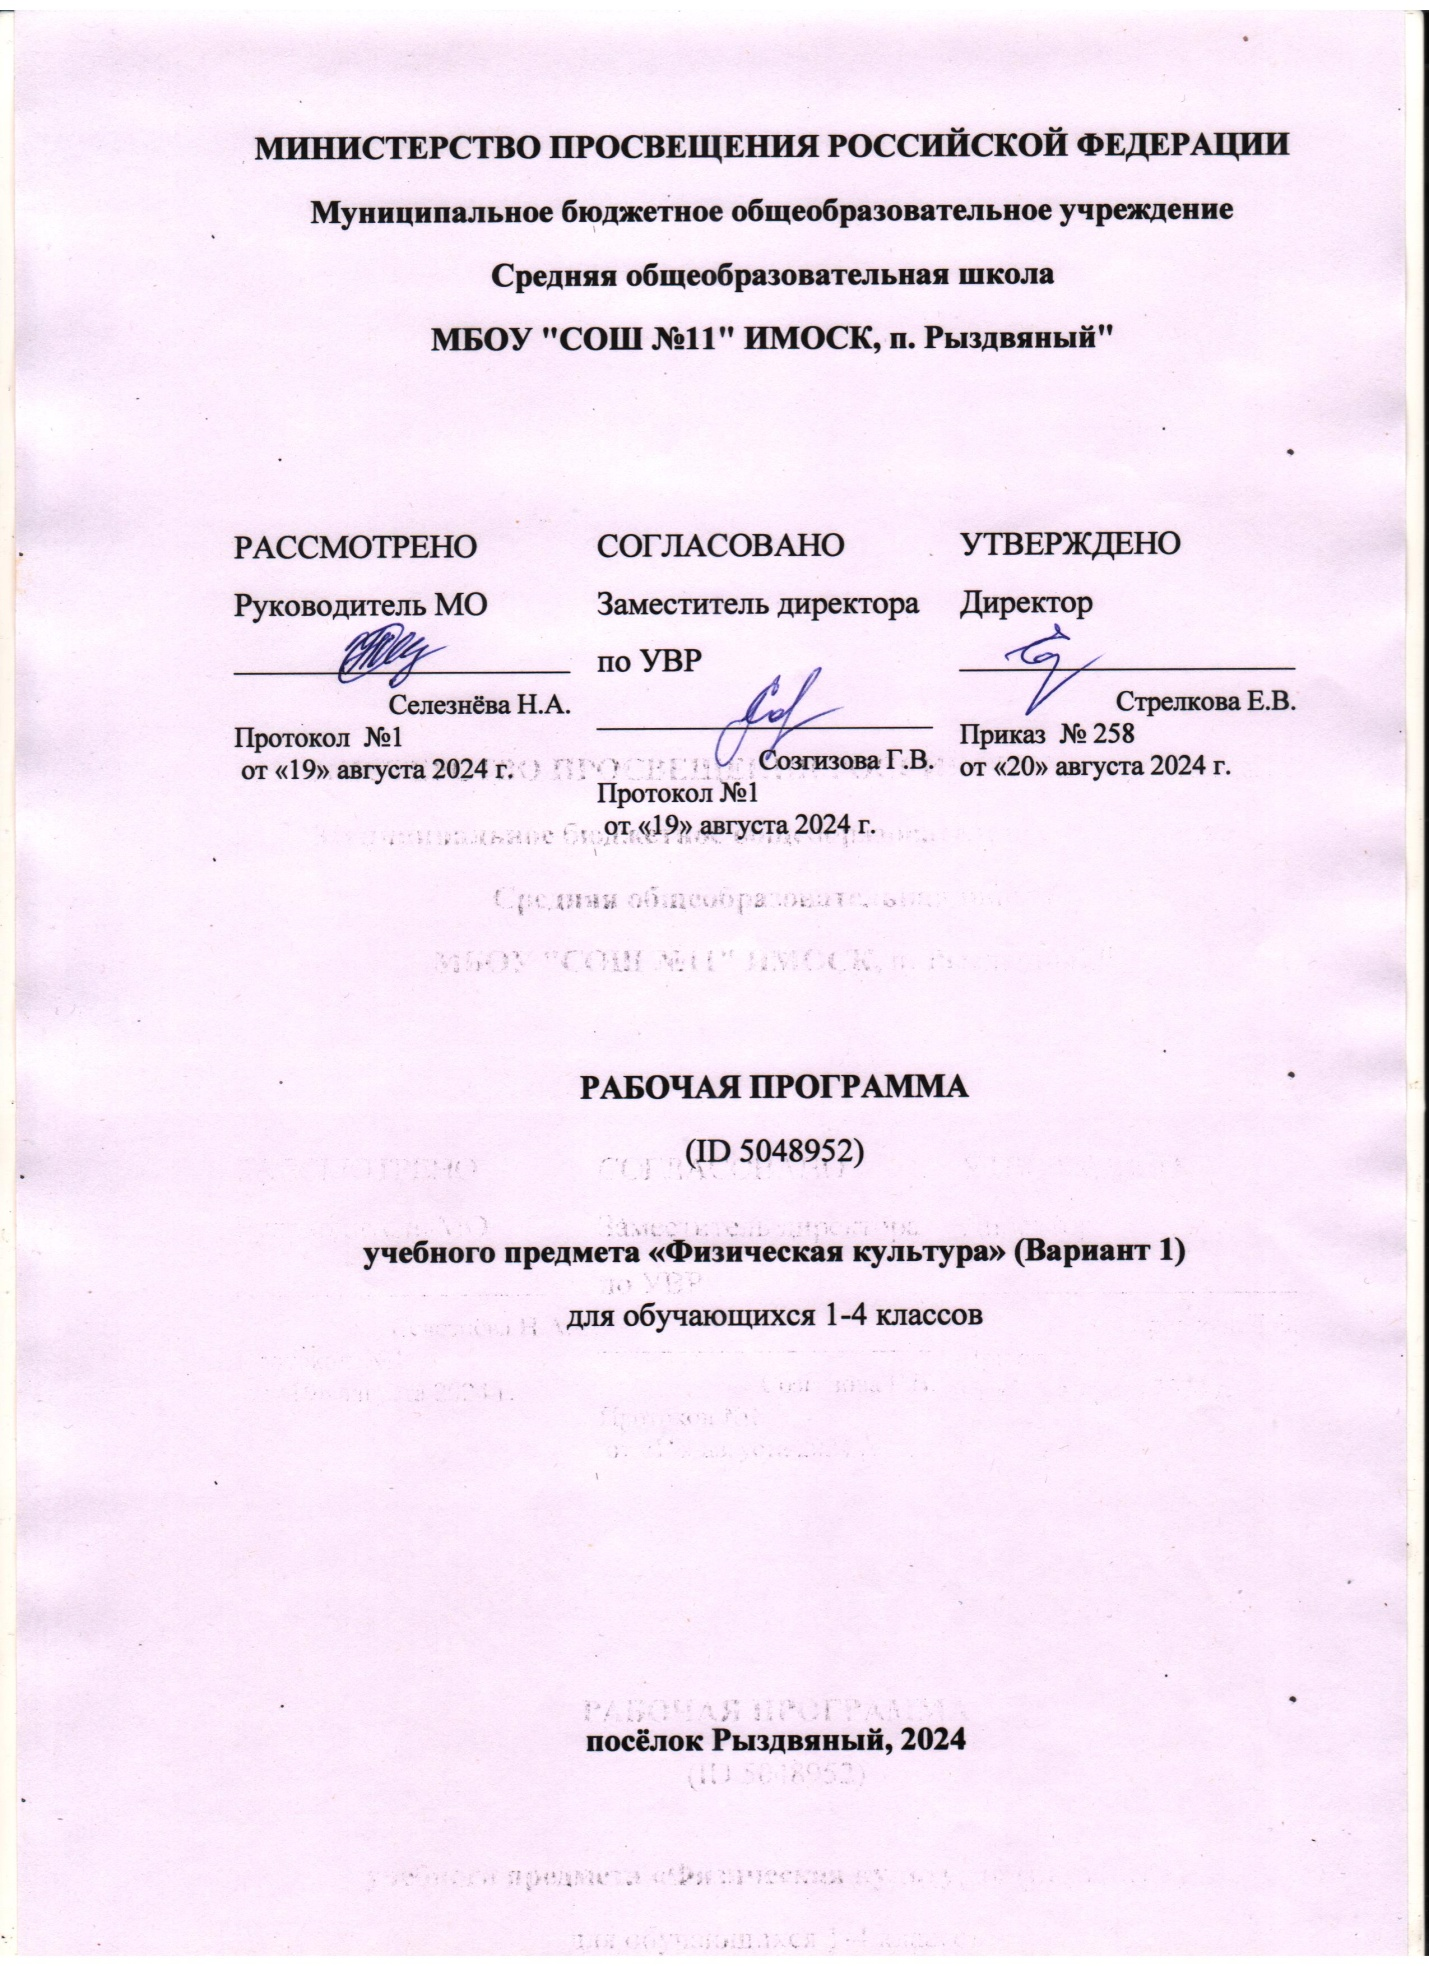 МИНИСТЕРСТВО ПРОСВЕЩЕНИЯ РОССИЙСКОЙ ФЕДЕРАЦИИ
Муниципальное бюджетное общеобразовательное учреждение
Средняя общеобразовательная школа
МБОУ "СОШ №11" ИМОСК, п. Рыздвяный"
РАССМОТРЕНО
Руководитель МО
Селезнёва Н.А.
Протокол №1
от «19» августа 2024 г.
СОГЛАСОВАНО
Заместитель директора
по УВР
Созгизова Г.В.
Протокол №1
от «19» августа 2024 г.
УТВЕРЖДЕНО
Директор
Стрелкова Е.В.
Приказ № 258
от «20» августа 2024 г.
РАБОЧАЯ ПРОГРАММА
(ID 5048952)
учебного предмета «Физическая культура» (Вариант 1)
для обучающихся 1-4 классов
посёлок Рыздвяный, 2024